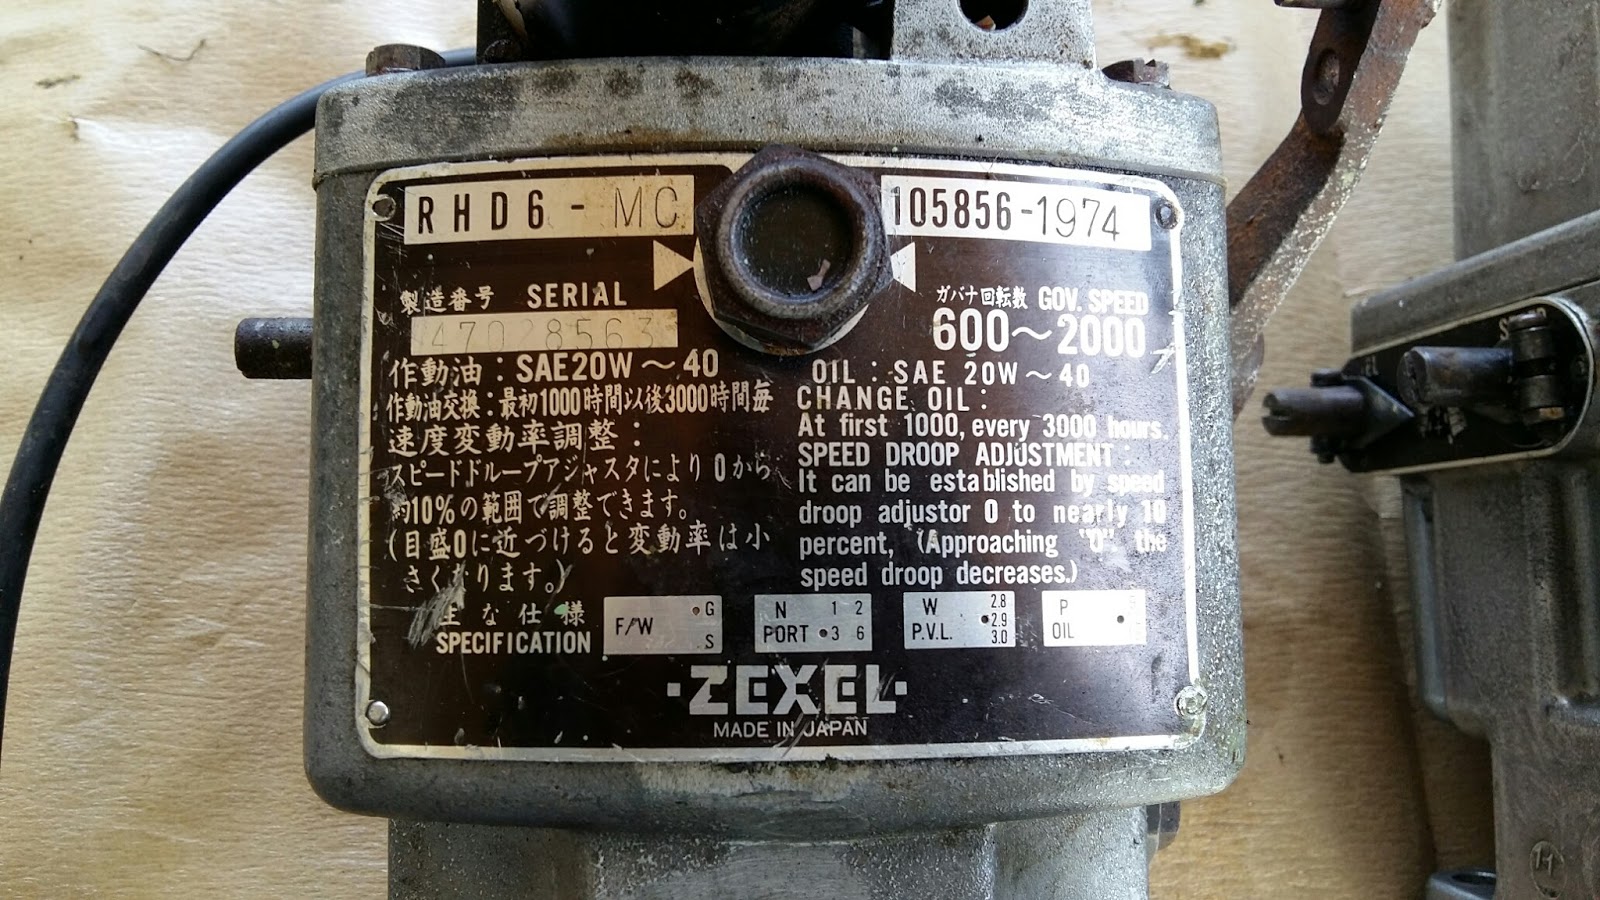 RHD6 - MC
105856-1974
製造番号 SERIAL
47028563
ガバナ回転数 GOV. SPEED
600～2000
作動油：SAE20W～40
作動油交換：最初1000時間以後3000時間毎
速度変動率調整：
スピードドループアジャスタにより0から
約10%の範囲で調整できます。
(目盛0に近づけると変動率は小
さくなります。)
OIL : SAE 20W～40
CHANGE OIL :
At first 1000, every 3000 hours.
SPEED DROOP ADJUSTMENT :
It can be established by speed
droop adjustor 0 to nearly 10
percent, (Approaching "0". the
speed droop decreases.)
主な仕様
SPECIFICATION
F/W •G
S
N 1 2
PORT •3 6
W 2.8
P.V.L. •2.9
3.0
P
OIL •
·ZEXEL·
MADE IN JAPAN